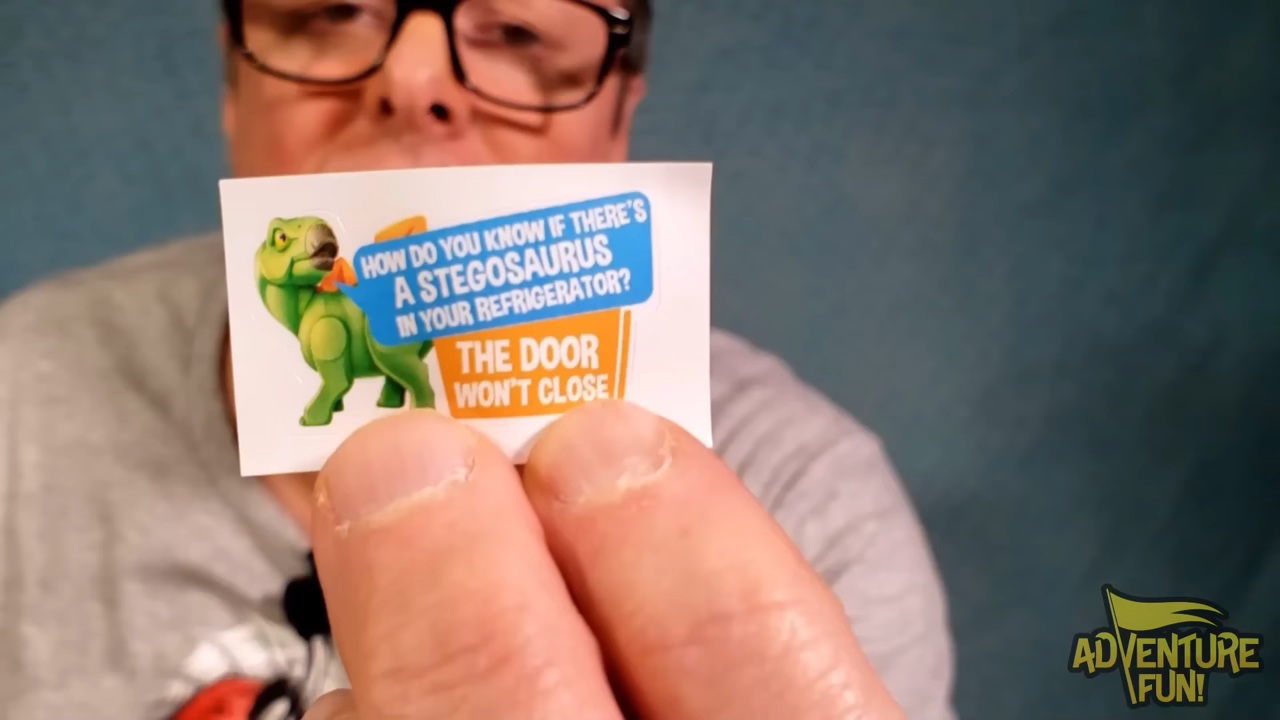 HOW DO YOU KNOW IF THERE'S
A STEGOSAURUS
IN YOUR REFRIGERATOR?
THE DOOR
WON'T CLOSE
ADVENTURE
FUN!